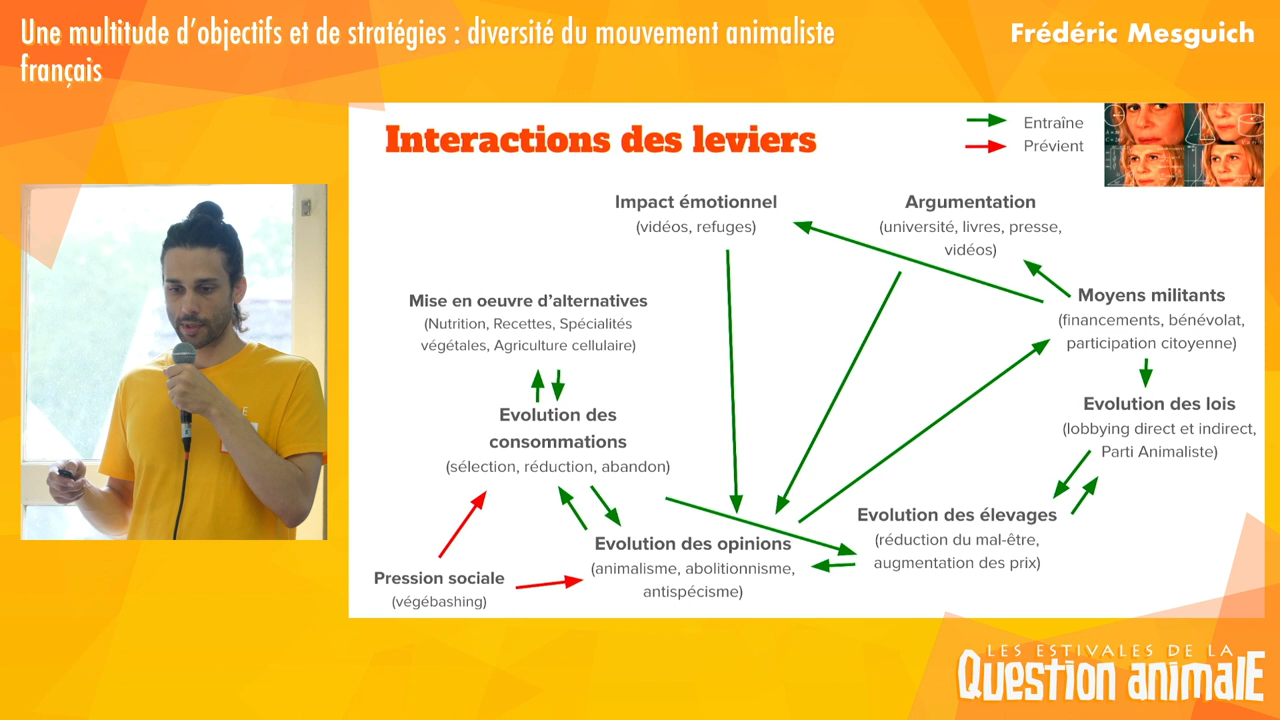 Une multitude d'objectifs et de stratégies : diversité du mouvement animaliste
français
Frédéric Mesguich
Interactions des leviers
Entraîne
Prévient
Impact émotionnel
(vidéos, refuges)
Argumentation
(université, livres, presse,
vidéos)
Mise en oeuvre d'alternatives
(Nutrition, Recettes, Spécialités
végétales, Agriculture cellulaire)
Moyens militants
(financements, bénévolat,
participation citoyenne)
Evolution des
consommations
(sélection, réduction, abandon)
Evolution des lois
(lobbying direct et indirect,
Parti Animaliste)
Evolution des élevages
(réduction du mal-être,
augmentation des prix)
Evolution des opinions
(animalisme, abolitionnisme,
antispécisme)
Pression sociale
(végébashing)
LES ESTIVALES DE LA
QUESTION ANIMALE